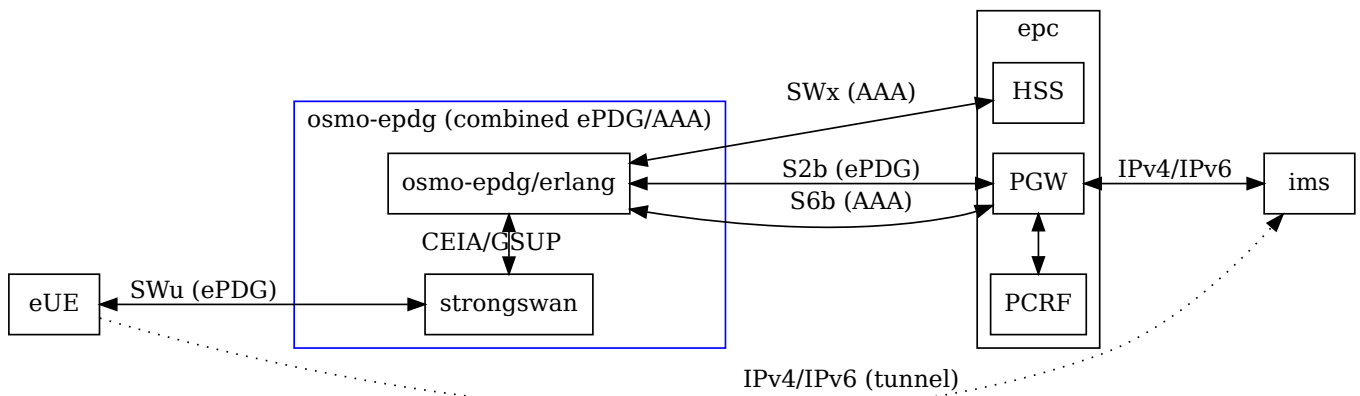 epc
HSS
SWx (AAA)
osmo-epdg (combined ePDG/AAA)
osmo-epdg/erlang
S2b (ePDG)
PGW
IPv4/IPv6
ims
S6b (AAA)
CEIA/GSUP
eUE
SWu (ePDG)
strongswan
PCRF
IPv4/IPv6 (tunnel)